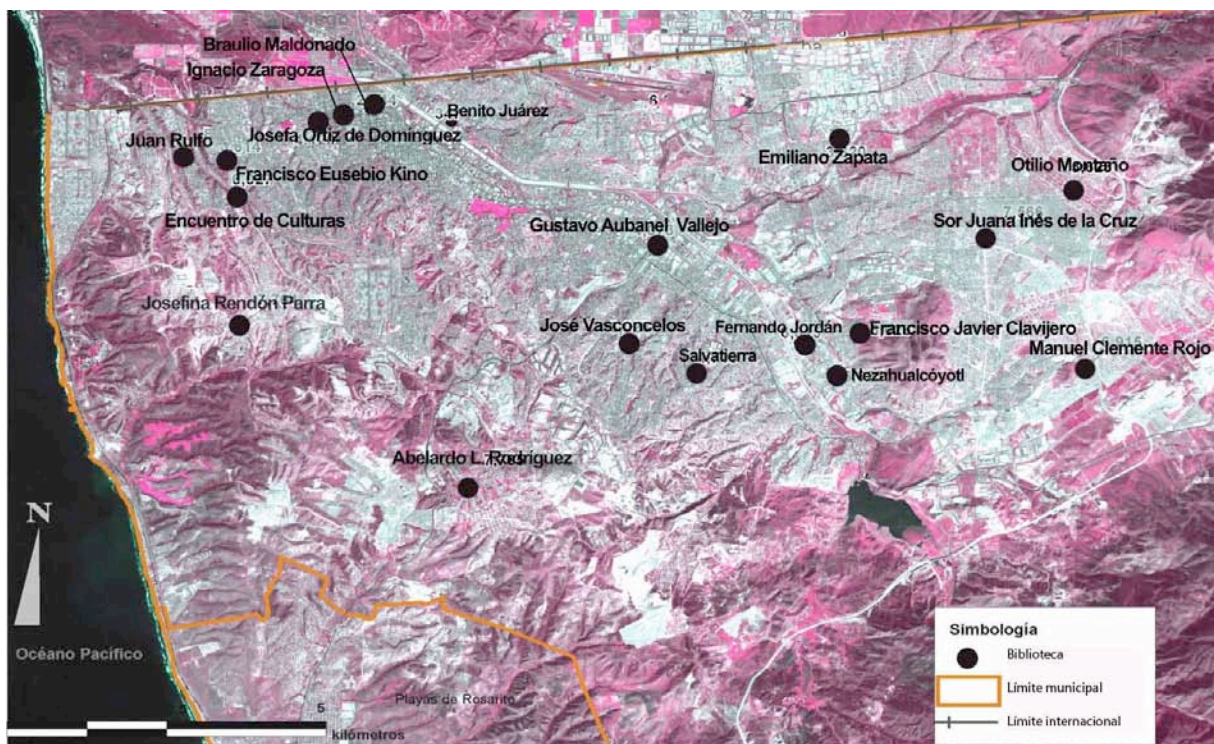 Braulio Maldonado
Ignacio Zaragoza
Benito Juárez
Josefa Ortiz de Domínguez
Juan Rulfo
Emiliano Zapata
Francisco Eusebio Kino
Otilio Montaño
Encuentro de Culturas
Sor Juana Inés de la Cruz
Gustavo Aubanel Vallejo
Josefina Rendón Parra
José Vasconcelos
Fernando Jordán
Francisco Javier Clavijero
Salvatierra
Manuel Clemente Rojo
Nezahualcóyotl
Abelardo L. Rodríguez
N
Océano Pacífico
Playas de Rosarito
5
kilómetros
Simbología
Biblioteca
Límite municipal
Límite internacional